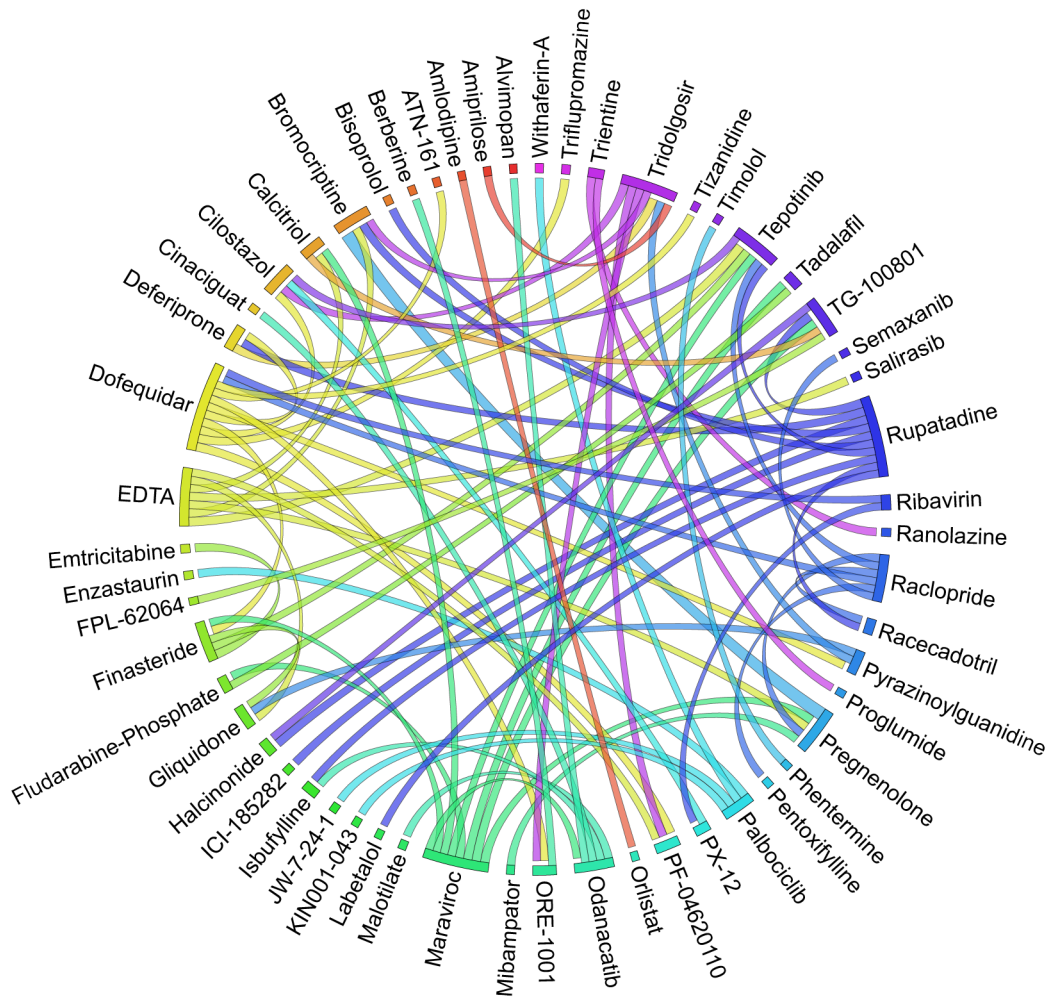 Withaferin-A
Triflupromazine
Trientine
Tridolgosir
Tizanidine
Timolol
Tepotinib
Tadalafil
TG-100801
Semaxanib
Salirasib
Rupatadine
Ribavirin
Ranolazine
Raclopride
Racecadotril
Pyrazinoylguanidine
Proglumide
Pregnenolone
Phentermine
Pentoxifylline
Palbociclib
PX-12
PF-04620110
Orlistat
Odanacatib
ORE-1001
Mibampator
Maraviroc
Malotilate
Labetalol
KIN001-043
JW-7-24-1
Isbufylline
ICI-185282
Halcinonide
Gliquidone
Fludarabine-Phosphate
Finasteride
FPL-62064
Enzastaurin
Emtricitabine
EDTA
Dofequidar
Deferiprone
Cinaciguat
Cilostazol
Calcitriol
Bromocriptine
Bisoprolol
Berberine
ATN-161
Amlodipine
Amiprilose
Alvimopan